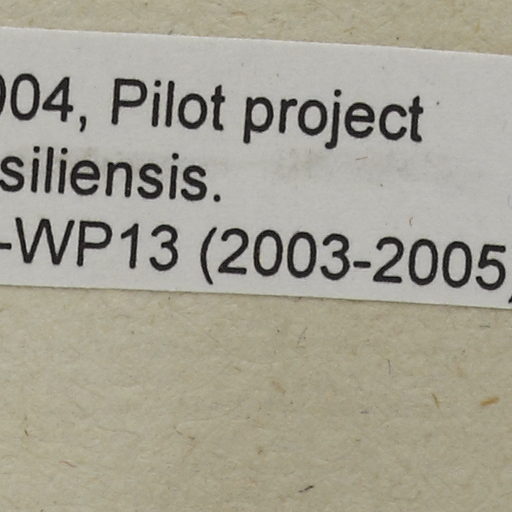 004, Pilot project
siliensis.
-WP13 (2003-2005)